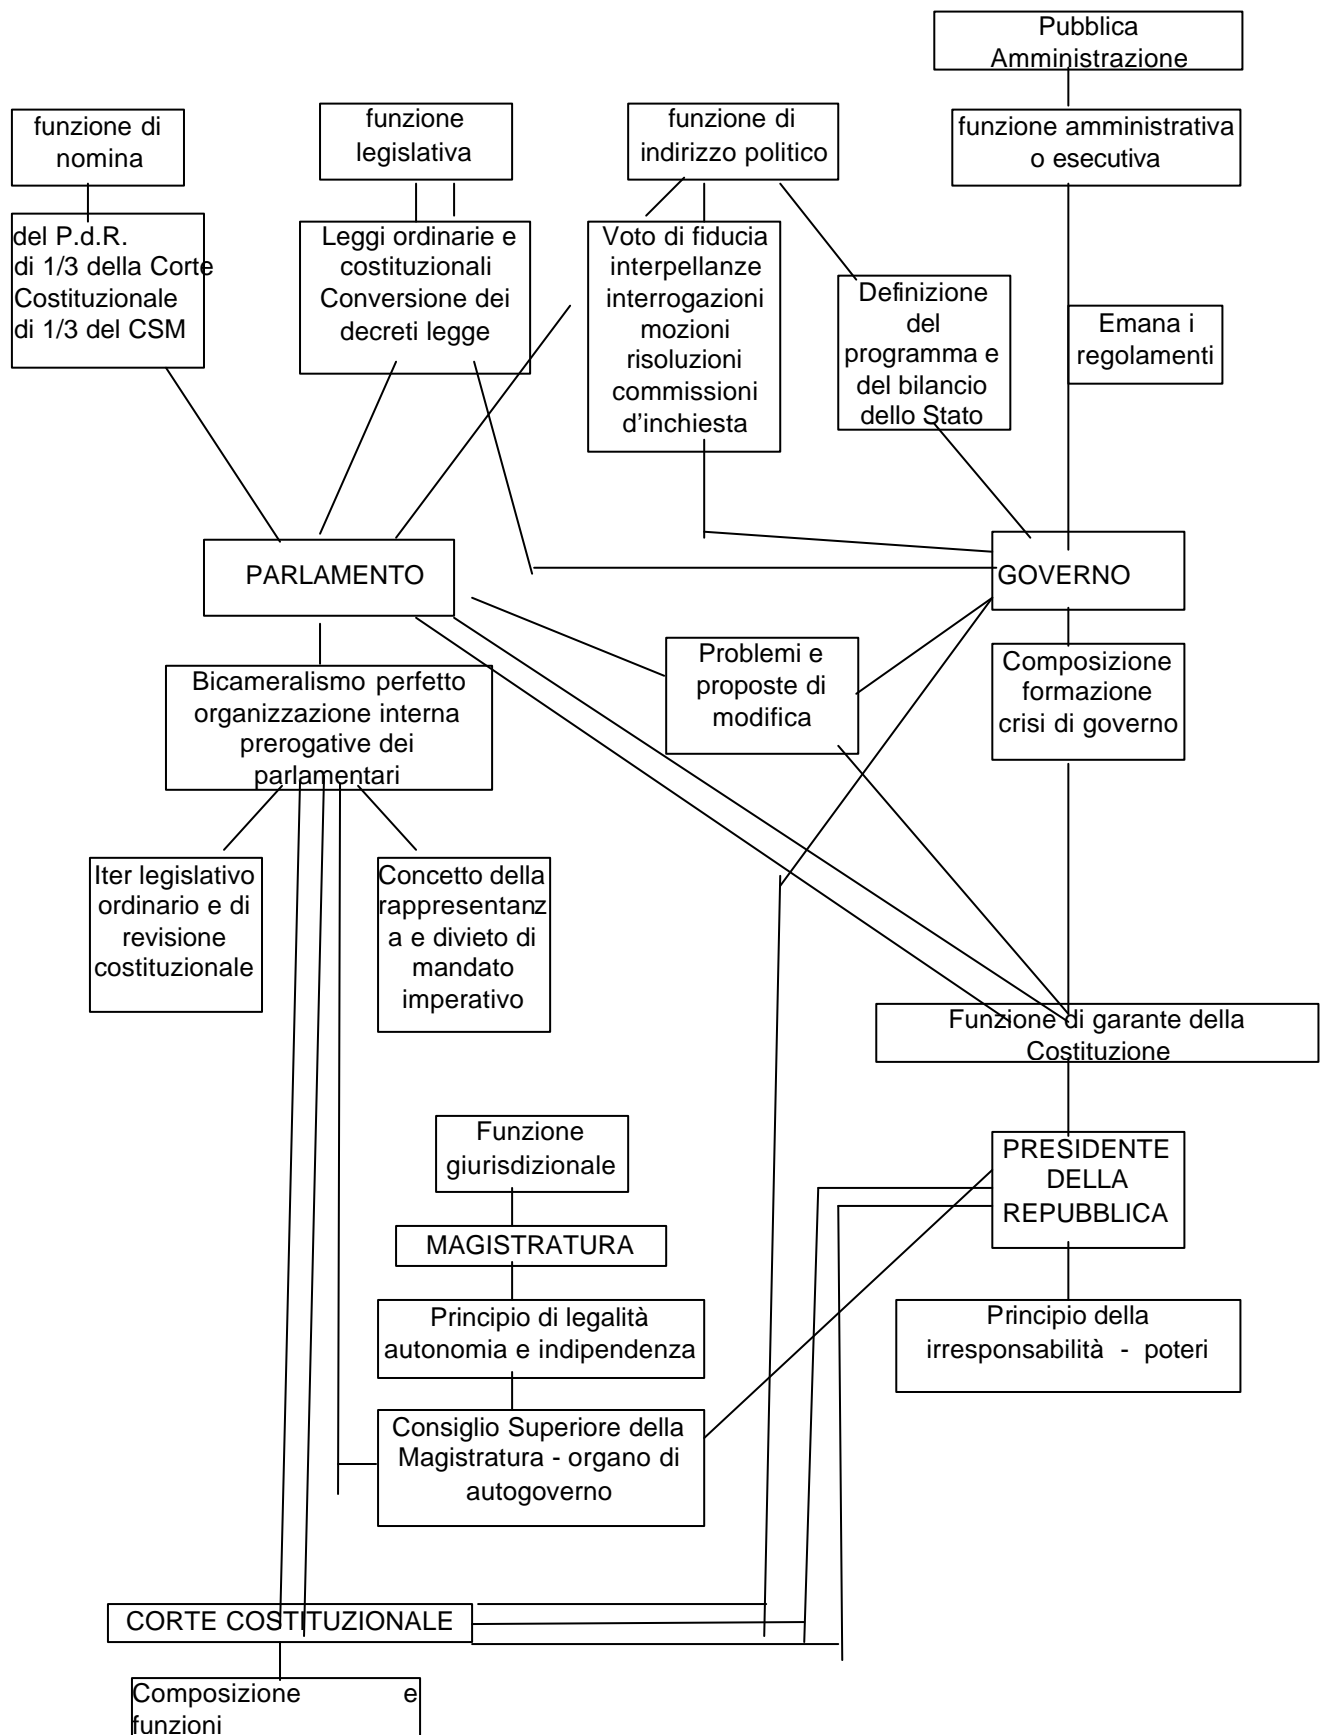 Pubblica
Amministrazione
funzione di
nomina
funzione
legislativa
funzione di
indirizzo politico
funzione amministrativa
o esecutiva
del P.d.R.
di 1/3 della Corte
Costituzionale
di 1/3 del CSM
Leggi ordinarie e
costituzionali
Conversione dei
decreti legge
Voto di fiducia
interpellanze
interrogazioni
mozioni
risoluzioni
commissioni
d’inchiesta
Definizione
del
programma e
del bilancio
dello Stato
Emana i
regolamenti
PARLAMENTO
GOVERNO
Bicameralismo perfetto
organizzazione interna
prerogative dei
parlamentari
Problemi e
proposte di
modifica
Composizione
formazione
crisi di governo
Iter legislativo
ordinario e di
revisione
costituzionale
Concetto della
rappresentanz
a e divieto di
mandato
imperativo
Funzione di garante della
Costituzione
Funzione
giurisdizionale
MAGISTRATURA
Principio di legalità
autonomia e indipendenza
Consiglio Superiore della
Magistratura - organo di
autogoverno
PRESIDENTE
DELLA
REPUBBLICA
Principio della
irresponsabilità - poteri
CORTE COSTITUZIONALE
Composizione e
funzioni